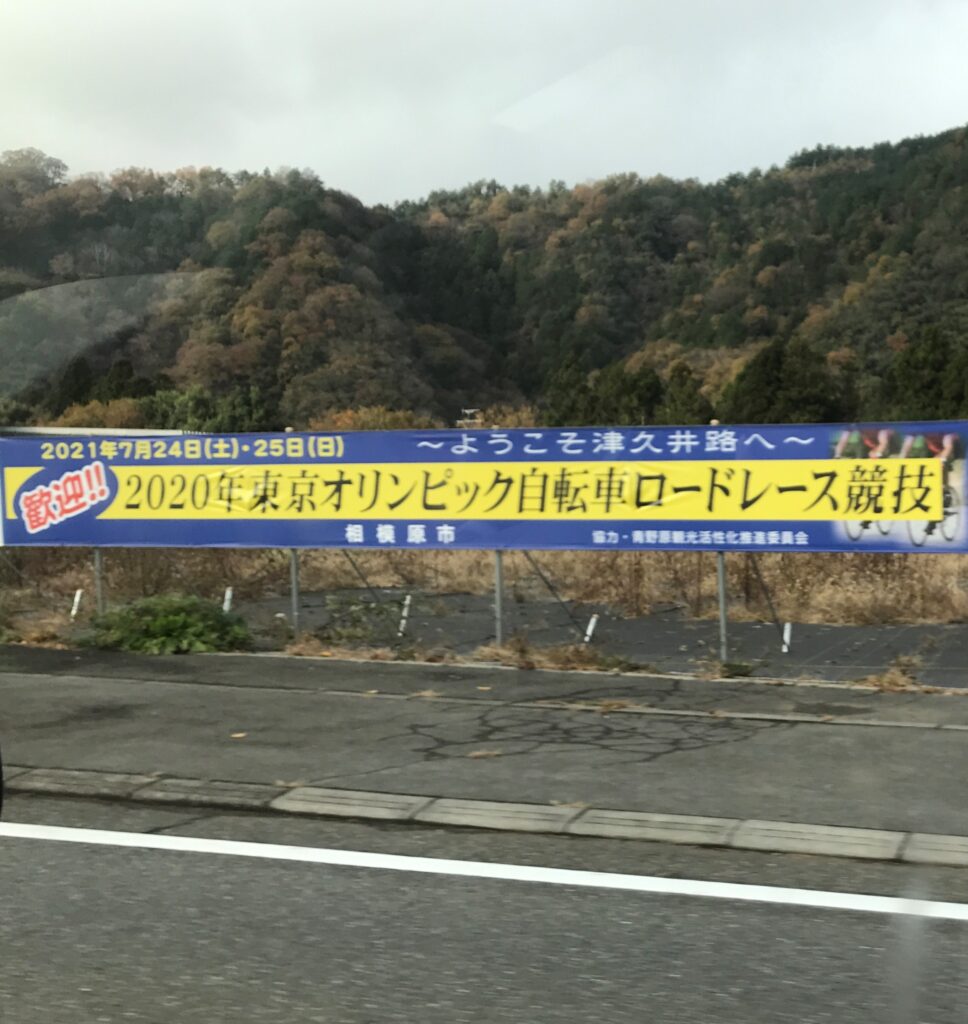 2021年7月24日(土)・25日(日)
～ようこそ津久井路へ～
歓迎!!
2020年東京オリンピック自転車ロードレース競技
相模原市
協力・青野原観光活性化推進委員会